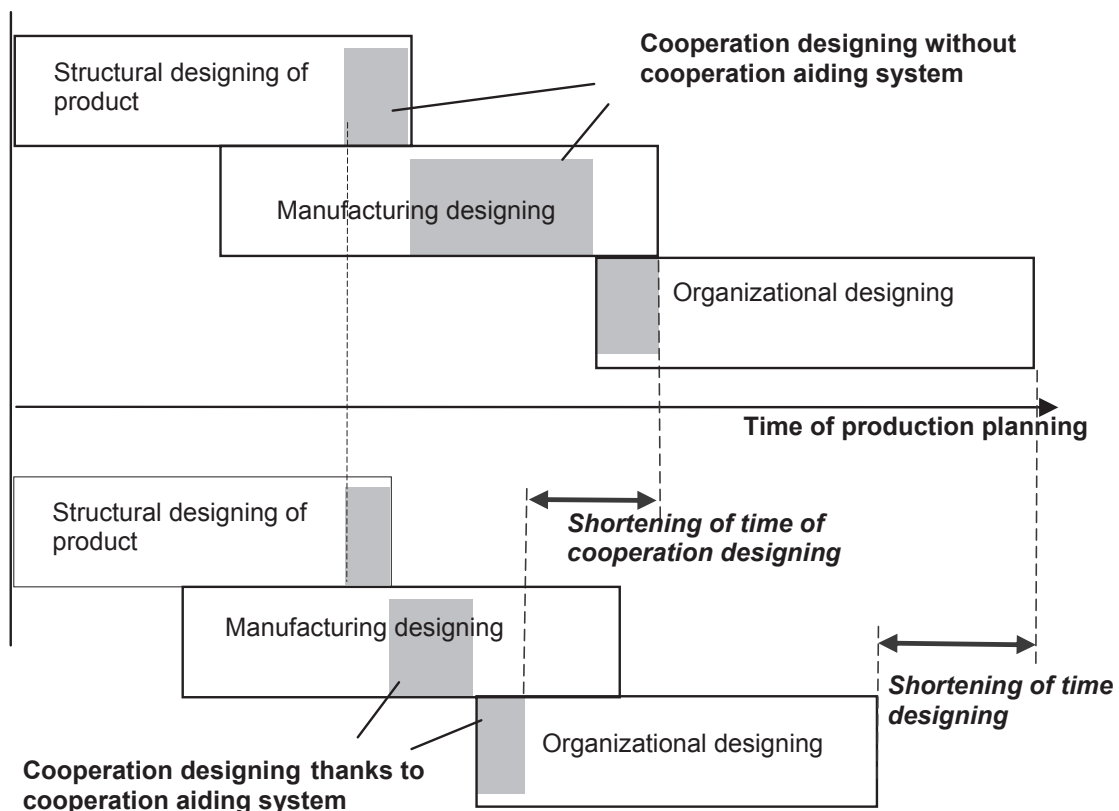 Structural designing of
product
Cooperation designing without
cooperation aiding system
Manufacturing designing
Organizational designing
Time of production planning
Structural designing of
product
Shortening of time of
cooperation designing
Manufacturing designing
Shortening of time
designing
Organizational designing
Cooperation designing thanks to
cooperation aiding system